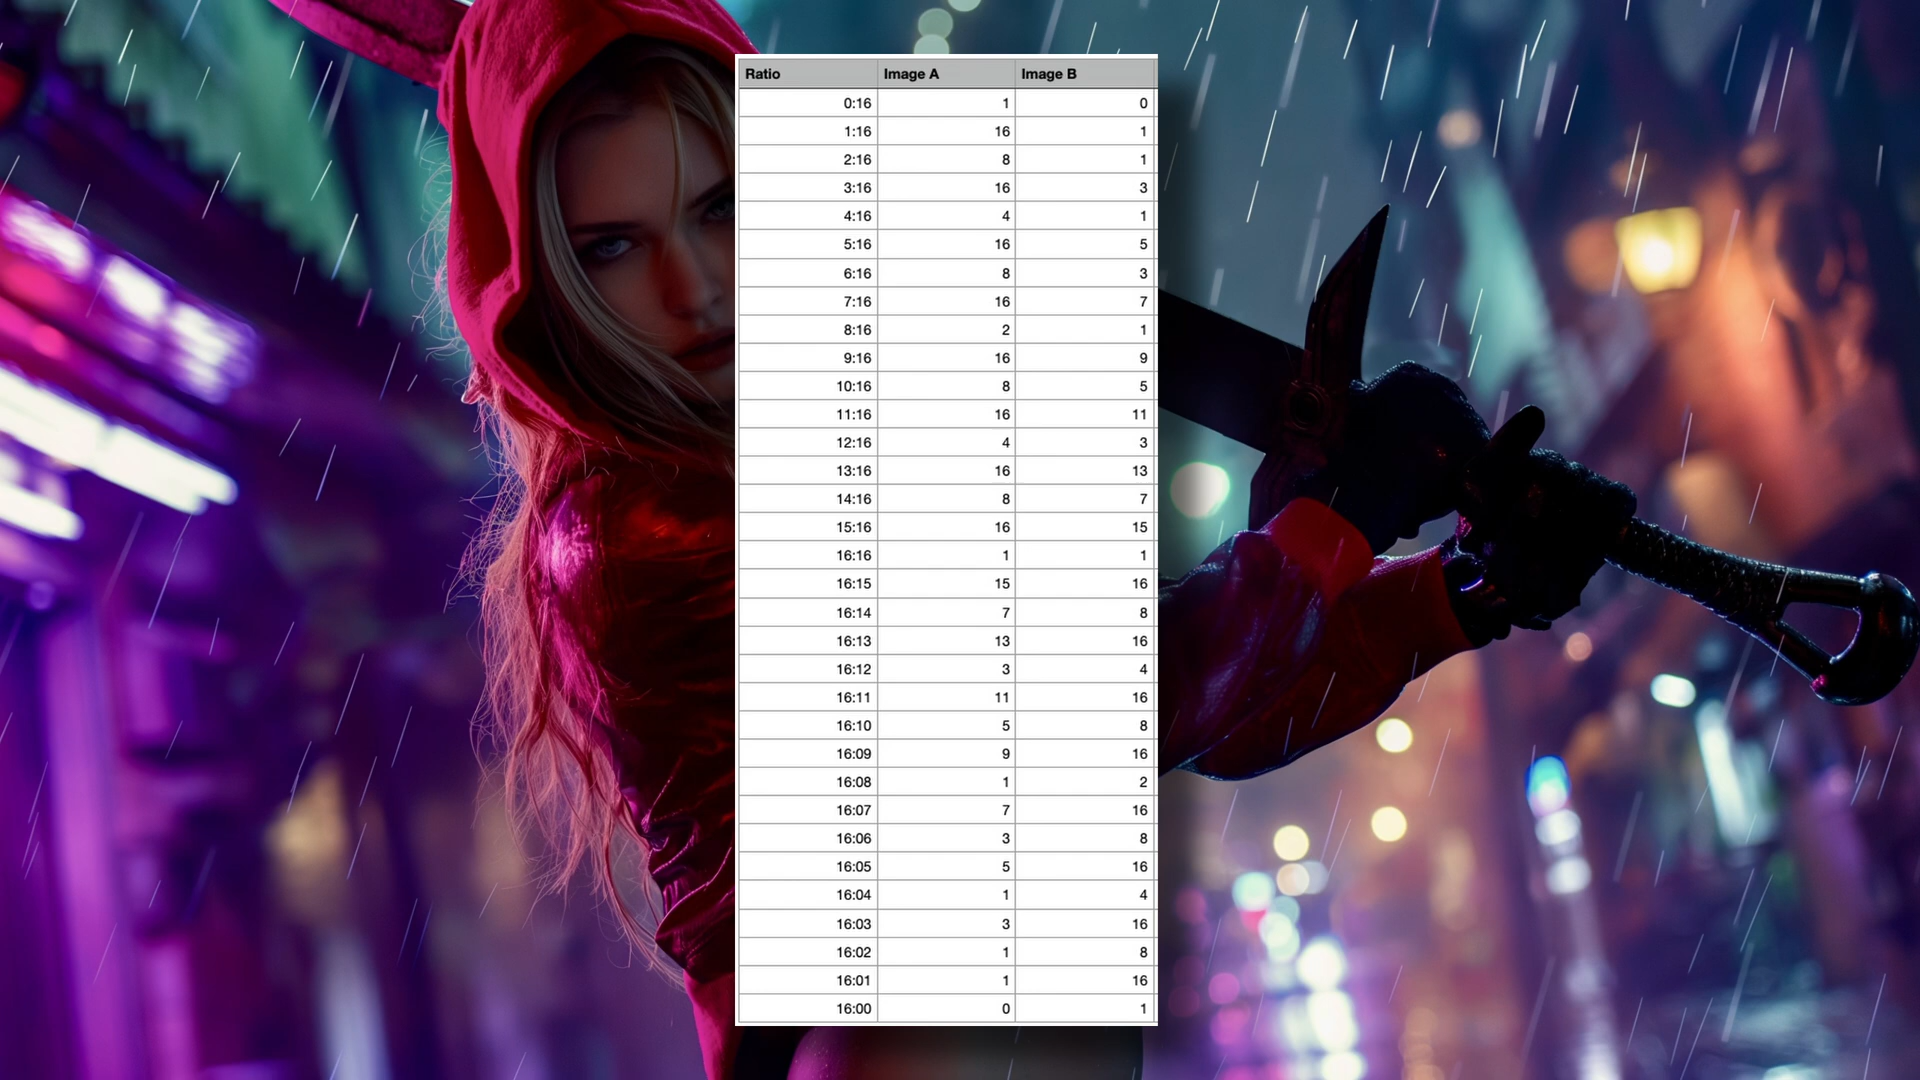 Ratio Image A Image B
0:16 1 0
1:16 16 1
2:16 8 1
3:16 16 3
4:16 4 1
5:16 16 5
6:16 8 3
7:16 16 7
8:16 2 1
9:16 16 9
10:16 8 5
11:16 16 11
12:16 4 3
13:16 16 13
14:16 8 7
15:16 16 15
16:16 1 1
16:15 15 16
16:14 7 8
16:13 13 16
16:12 3 4
16:11 11 16
16:10 5 8
16:09 9 16
16:08 1 2
16:07 7 16
16:06 3 8
16:05 5 16
16:04 1 4
16:03 3 16
16:02 1 8
16:01 1 16
16:00 0 1